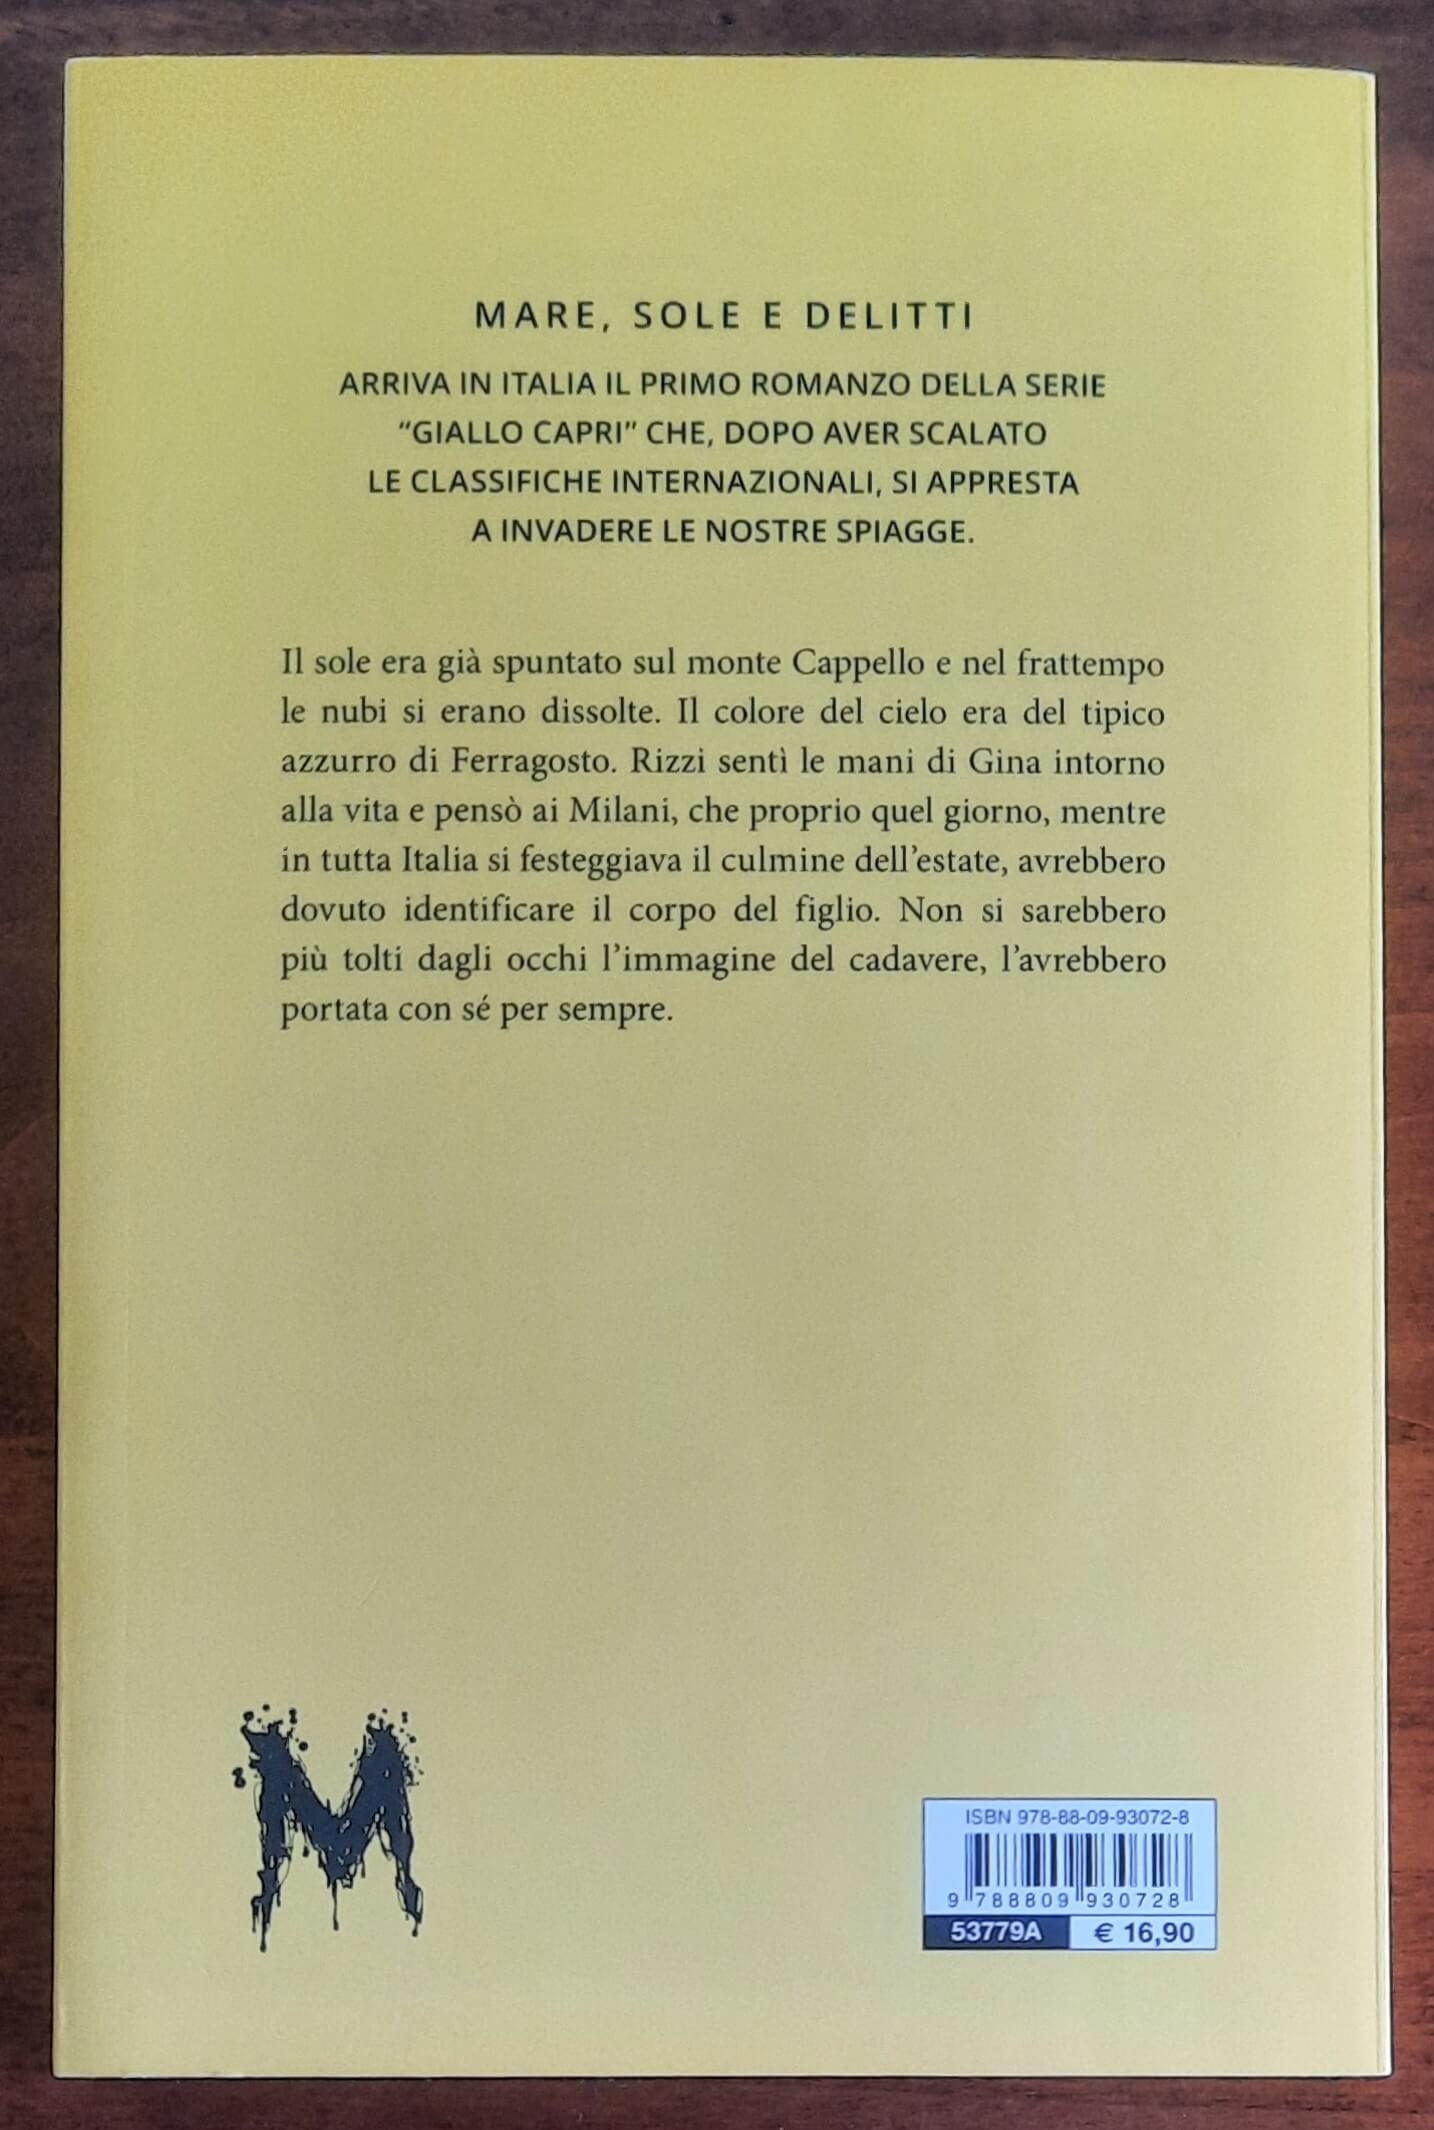 MARE, SOLE E DELITTI
ARRIVA IN ITALIA IL PRIMO ROMANZO DELLA SERIE
“GIALLO CAPRI” CHE, DOPO AVER SCALATO
LE CLASSIFICHE INTERNAZIONALI, SI APPRESTA
A INVADERE LE NOSTRE SPIAGGE.
Il sole era già spuntato sul monte Cappello e nel frattempo
le nubi si erano dissolte. Il colore del cielo era del tipico
azzurro di Ferragosto. Rizzi sentì le mani di Gina intorno
alla vita e pensò ai Milani, che proprio quel giorno, mentre
in tutta Italia si festeggiava il culmine dell’estate, avrebbero
dovuto identificare il corpo del figlio. Non si sarebbero
più tolti dagli occhi l’immagine del cadavere, l’avrebbero
portata con sé per sempre.
M
ISBN 978-88-09-93072-8
9 788809 930728
53779A € 16,90